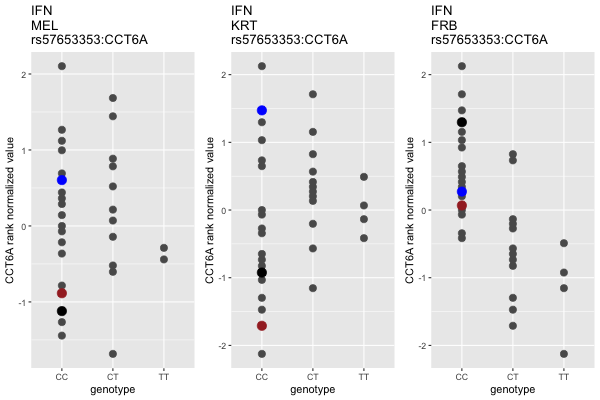 IFN
MEL
rs57653353:CCT6A
CCT6A rank normalized value
2
1
0
-1
CC
CT
TT
genotype
IFN
KRT
rs57653353:CCT6A
CCT6A rank normalized value
2
1
0
-1
-2
CC
CT
TT
genotype
IFN
FRB
rs57653353:CCT6A
CCT6A rank normalized value
2
1
0
-1
-2
CC
CT
TT
genotype